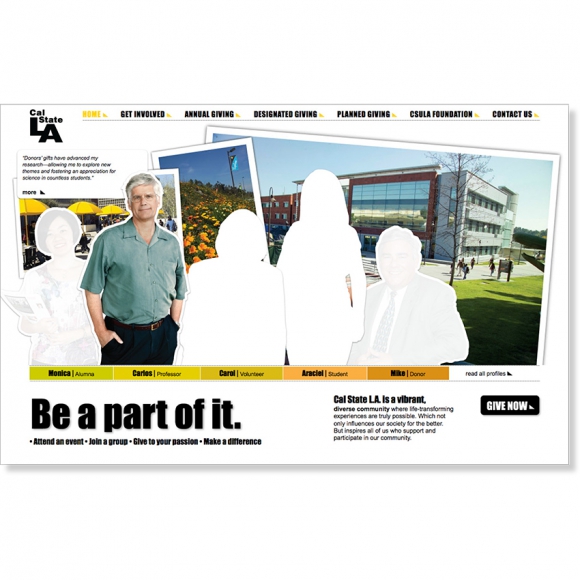 Cal
State
LA
HOME
GET INVOLVED
ANNUAL GIVING
DESIGNATED GIVING
PLANNED GIVING
CSULA FOUNDATION
CONTACT US
"Donors' gifts have advanced my
research—allowing me to explore new
themes and fostering an appreciation for
science in countless students."
more
Monica | Alumna
Carlos | Professor
Carol | Volunteer
Araciel | Student
Mike | Donor
read all profiles
Be a part of it.
• Attend an event • Join a group • Give to your passion • Make a difference
Cal State L.A. is a vibrant,
diverse community where life-transforming
experiences are truly possible. Which not
only influences our society for the better.
But inspires all of us who support and
participate in our community.
GIVE NOW